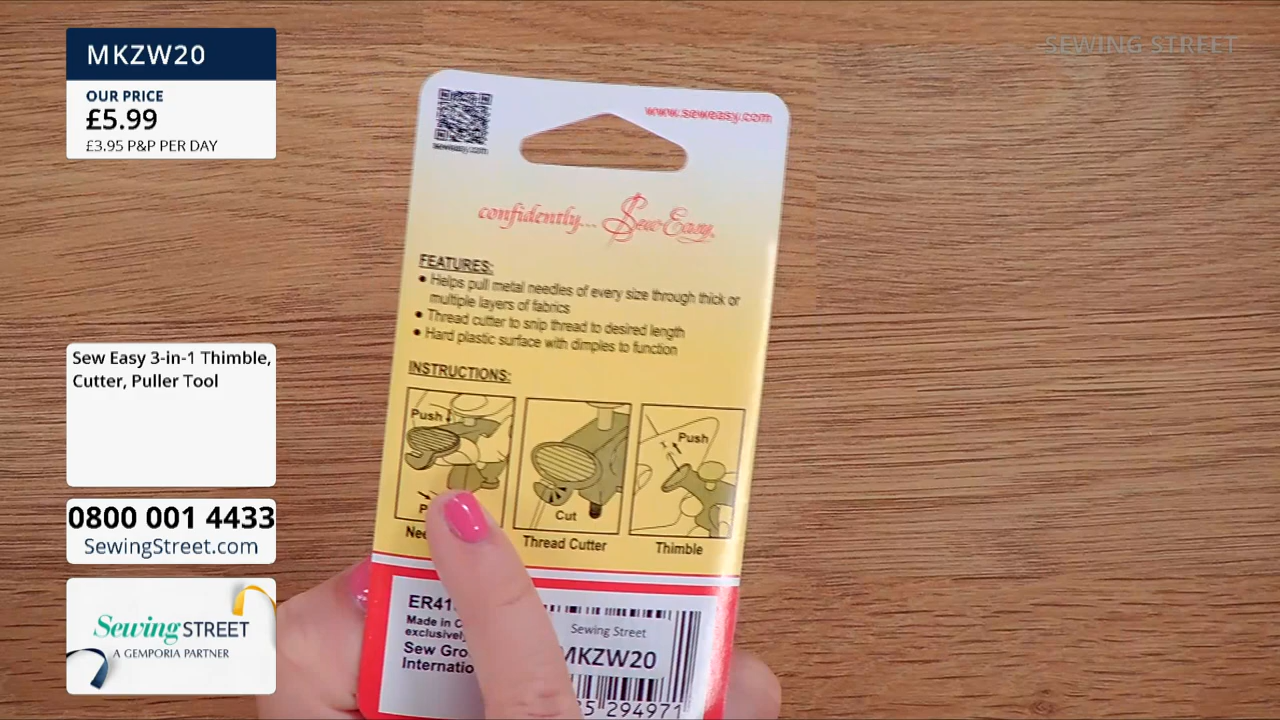 MKZW20
OUR PRICE
£5.99
£3.95 P&P PER DAY
Sew Easy 3-in-1 Thimble,
Cutter, Puller Tool
0800 001 4433
SewingStreet.com
Sewing STREET
A GEMPORIA PARTNER
SEWING STREET
www.seweasy.com
seweasy.com
confidently... Sew Easy
FEATURES:
• Helps pull metal needles of every size through thick or
multiple layers of fabrics
• Thread cutter to snip thread to desired length
• Hard plastic surface with dimples to function
INSTRUCTIONS:
Push
Cut
Push
Thread Cutter
Thimble
Made in
exclusively
Sew
Sewing Street
MKZW20
294971